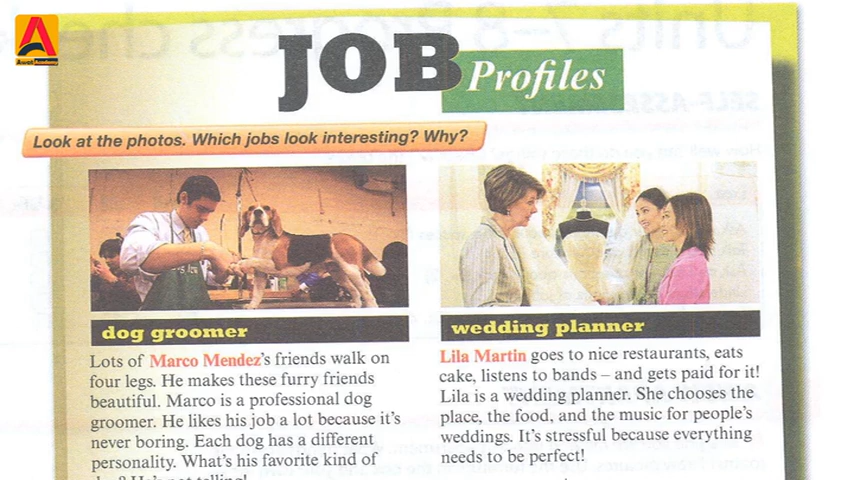 JOB
Profiles
Look at the photos. Which jobs look interesting? Why?
dog groomer
Lots of Marco Mendez's friends walk on
four legs. He makes these furry friends
beautiful. Marco is a professional dog
groomer. He likes his job a lot because it's
never boring. Each dog has a different
personality. What's his favorite kind of
dog? He's not telling!
wedding planner
Lila Martin goes to nice restaurants, eats
cake, listens to bands – and gets paid for it!
Lila is a wedding planner. She chooses the
place, the food, and the music for people's
weddings. It's stressful because everything
needs to be perfect!